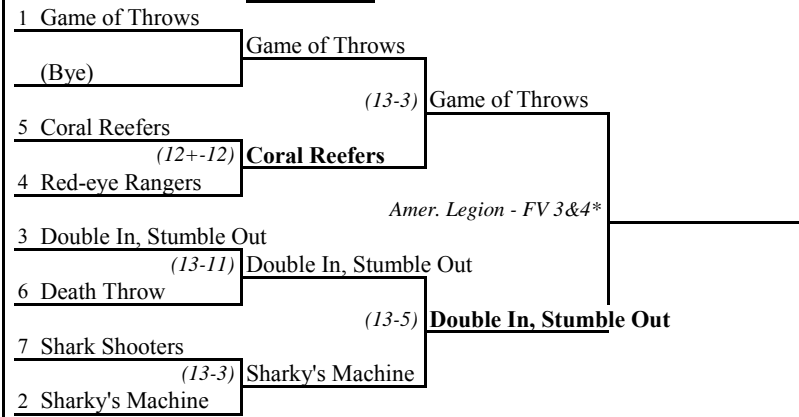 1 Game of Throws
Game of Throws
(Bye)
(13-3) Game of Throws
5 Coral Reefers
(12+-12) Coral Reefers
4 Red-eye Rangers
Amer. Legion - FV 3&4*
3 Double In, Stumble Out
(13-11) Double In, Stumble Out
6 Death Throw
(13-5) Double In, Stumble Out
7 Shark Shooters
(13-3) Sharky's Machine
2 Sharky's Machine